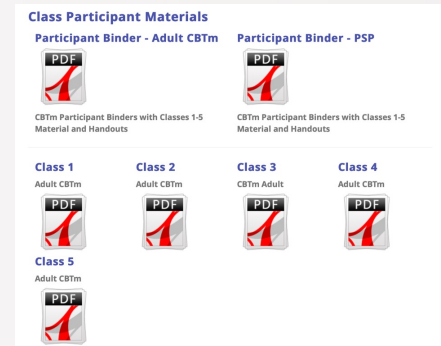 Class Participant Materials
Participant Binder - Adult CBTm
Participant Binder - PSP
PDF
PDF
CBTm Participant Binders with Classes 1-5
Material and Handouts
CBTm Participant Binders with Classes 1-5
Material and Handouts
Class 1
Class 2
Class 3
Class 4
Adult CBTm
Adult CBTm
CBTm Adult
Adult CBTm
PDF
PDF
PDF
PDF
Class 5
Adult CBTm
PDF